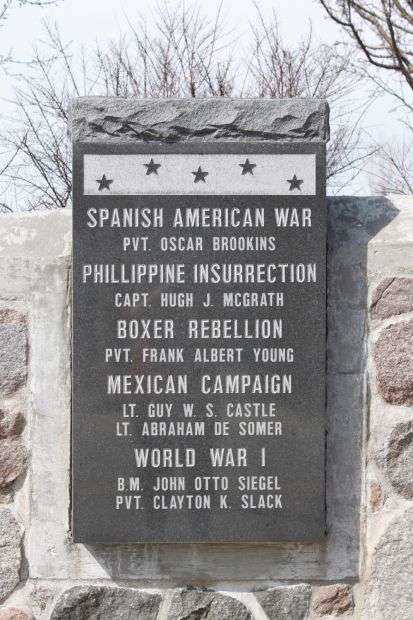 SPANISH AMERICAN WAR
PVT. OSCAR BROOKINS
PHILLIPPINE INSURRECTION
CAPT. HUGH J. MCGRATH
BOXER REBELLION
PVT. FRANK ALBERT YOUNG
MEXICAN CAMPAIGN
LT. GUY W. S. CASTLE
LT. ABRAHAM DE SOMER
WORLD WAR I
B.M. JOHN OTTO SIEGEL
PVT. CLAYTON K. SLACK